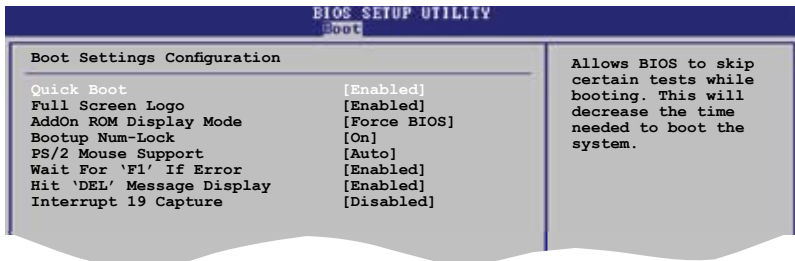 BIOS SETUP UTILITY
Boot
Boot Settings Configuration
Quick Boot [Enabled]
Full Screen Logo [Enabled]
AddOn ROM Display Mode [Force BIOS]
Bootup Num-Lock [On]
PS/2 Mouse Support [Auto]
Wait For ‘F1’ If Error [Enabled]
Hit ‘DEL’ Message Display [Enabled]
Interrupt 19 Capture [Disabled]
Allows BIOS to skip
certain tests while
booting. This will
decrease the time
needed to boot the
system.